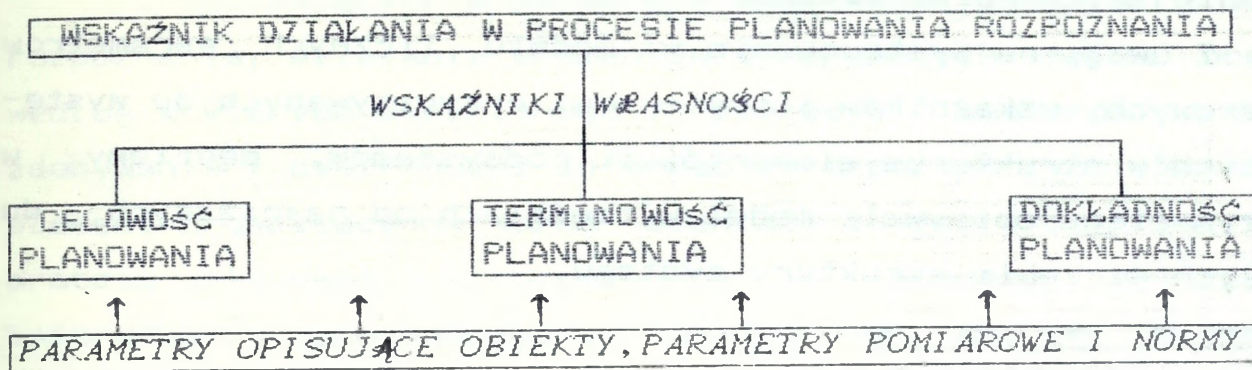 WSKAŹNIK DZIAŁANIA W PROCESIE PLANOWANIA ROZPOZNANIA
WSKAŹNIKI WŁASNOŚCI
CELOWOŚĆ
PLANOWANIA
TERMINOWOŚĆ
PLANOWANIA
DOKŁADNOŚĆ
PLANOWANIA
PARAMETRY OPISUJĄCE OBIEKTY, PARAMETRY POMIAROWE I NORMY